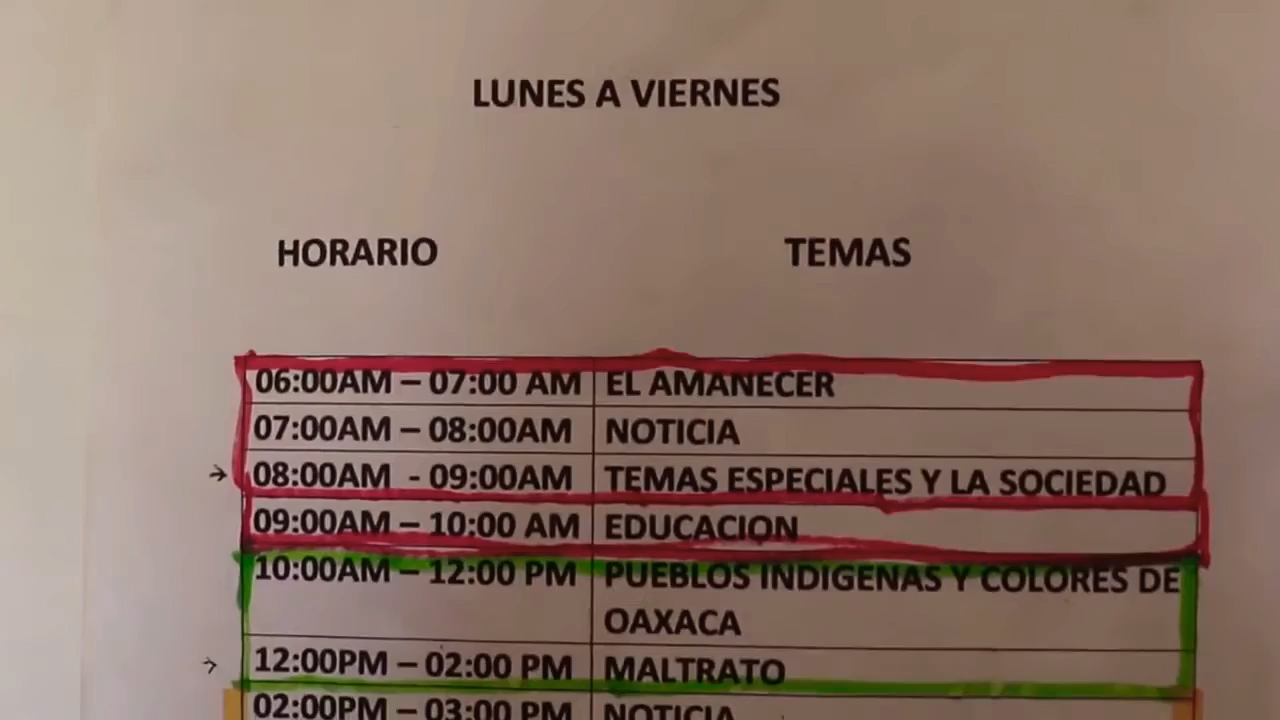 LUNES A VIERNES
HORARIO TEMAS
06:00AM – 07:00 AM EL AMANECER
07:00AM – 08:00AM NOTICIA
08:00AM - 09:00AM TEMAS ESPECIALES Y LA SOCIEDAD
09:00AM – 10:00 AM EDUCACION
10:00AM – 12:00 PM PUEBLOS INDIGENAS Y COLORES DE
OAXACA
12:00PM – 02:00 PM MALTRATO
02:00PM – 03:00 PM NOTICIA